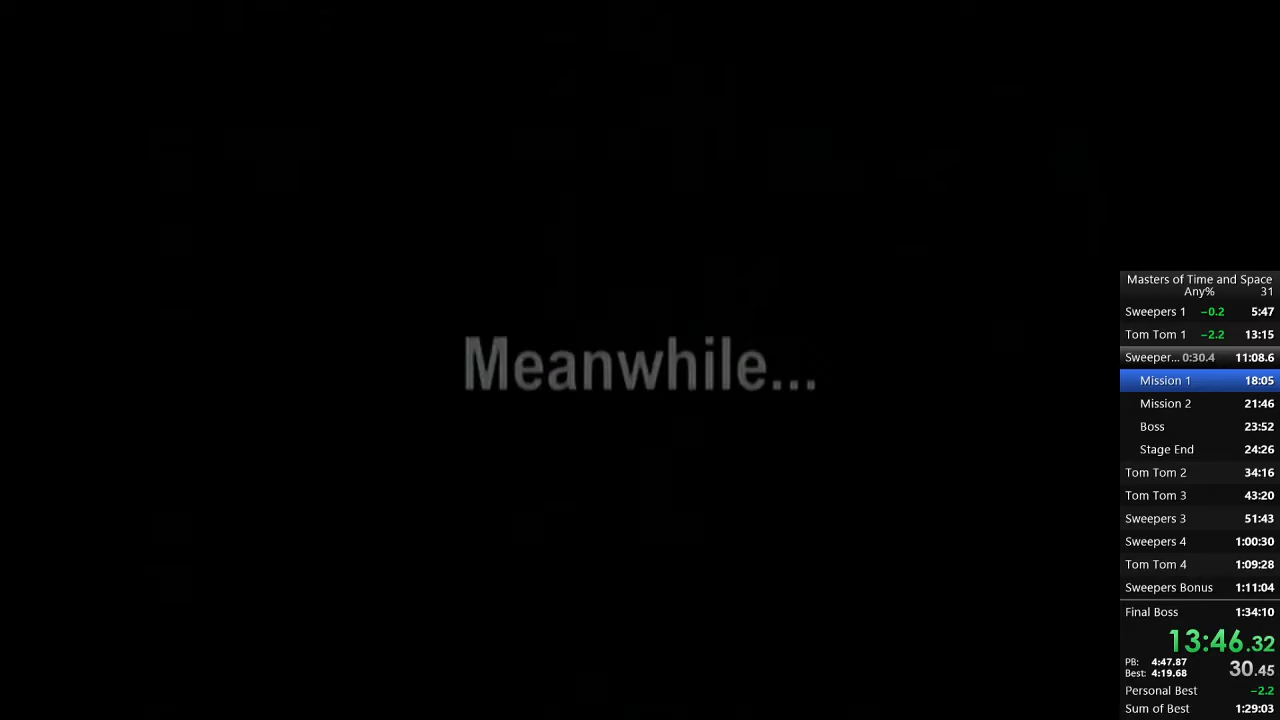 Meanwhile...
Masters of Time and Space
Any% 31
Sweepers 1 −0.2 5:47
Tom Tom 1 −2.2 13:15
Sweeper... 0:30.4 11:08.6
Mission 1 18:05
Mission 2 21:46
Boss 23:52
Stage End 24:26
Tom Tom 2 34:16
Tom Tom 3 43:20
Sweepers 3 51:43
Sweepers 4 1:00:30
Tom Tom 4 1:09:28
Sweepers Bonus 1:11:04
Final Boss 1:34:10
13:46.32
PB: 4:47.87 30.45
Best: 4:19.68
Personal Best −2.2
Sum of Best 1:29:03